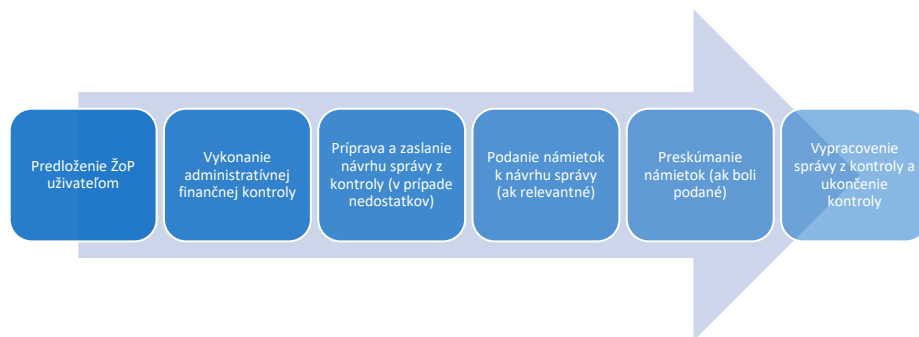 Predloženie ŽoP
uživateľom
Vykonanie
administratívnej
finančnej kontroly
Príprava a zaslanie
návrhu správy z
kontroly (v prípade
nedostatkov)
Podanie námietok
k návrhu správy
(ak relevantné)
Preskúmanie
námietok (ak boli
podané)
Vypracovenie
správy z kontroly a
ukončenie
kontroly